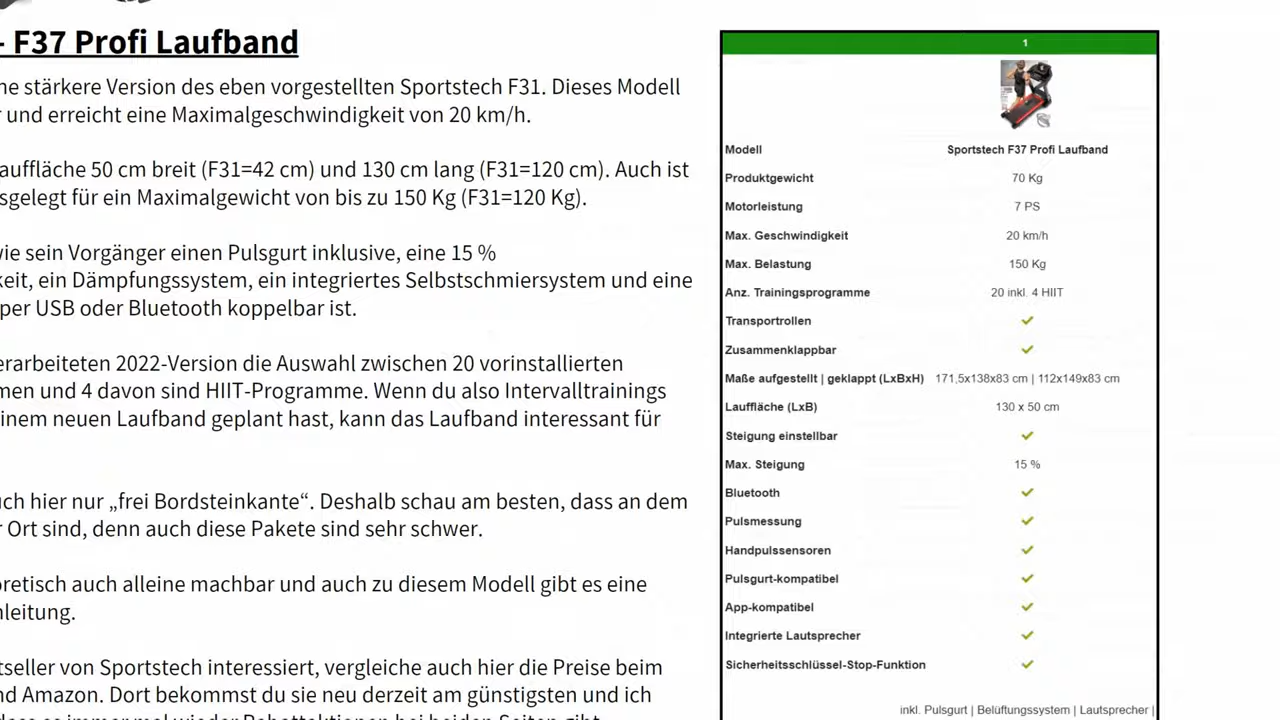 - F37 Profi Laufband
ne stärkere Version des eben vorgestellten Sportstech F31. Dieses Modell
r und erreicht eine Maximalgeschwindigkeit von 20 km/h.
auffläche 50 cm breit (F31=42 cm) und 130 cm lang (F31=120 cm). Auch ist
sgelegt für ein Maximalgewicht von bis zu 150 Kg (F31=120 Kg).
vie sein Vorgänger einen Pulsgurt inklusive, eine 15 %
keit, ein Dämpfungssystem, ein integriertes Selbstschmiersystem und eine
per USB oder Bluetooth koppelbar ist.
erarbeiteten 2022-Version die Auswahl zwischen 20 vorinstallierten
men und 4 davon sind HIIT-Programme. Wenn du also Intervalltrainings
inem neuen Laufband geplant hast, kann das Laufband interessant für
uch hier nur „frei Bordsteinkante“. Deshalb schau am besten, dass an dem
r Ort sind, denn auch diese Pakete sind sehr schwer.
oretisch auch alleine machbar und auch zu diesem Modell gibt es eine
nleitung.
tseller von Sportstech interessiert, vergleiche auch hier die Preise beim
nd Amazon. Dort bekommst du sie neu derzeit am günstigsten und ich
dass es immer mal wieder Rabattaktionen bei beiden Seiten gibt.
1
Modell Sportstech F37 Profi Laufband
Produktgewicht 70 Kg
Motorleistung 7 PS
Max. Geschwindigkeit 20 km/h
Max. Belastung 150 Kg
Anz. Trainingsprogramme 20 inkl. 4 HIIT
Transportrollen ✓
Zusammenklappbar ✓
Maße aufgestellt | geklappt (LxBxH) 171,5x138x83 cm | 112x149x83 cm
Lauffläche (LxB) 130 x 50 cm
Steigung einstellbar ✓
Max. Steigung 15 %
Bluetooth ✓
Pulsmessung ✓
Handpulssensoren ✓
Pulsgurt-kompatibel ✓
App-kompatibel ✓
Integrierte Lautsprecher ✓
Sicherheitsschlüssel-Stop-Funktion ✓
inkl. Pulsgurt | Belüftungssystem | Lautsprecher |